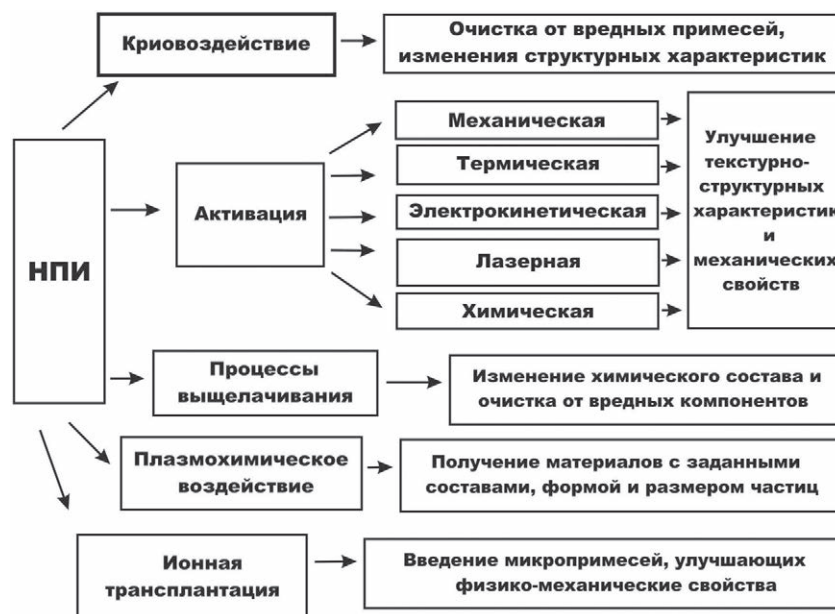 Криовоздействие
Очистка от вредных примесей,
изменения структурных характеристик
НПИ
Активация
Механическая
Термическая
Электрокинетическая
Лазерная
Химическая
Улучшение
текстурно-
структурных
характеристик
и
механических
свойств
Процессы
выщелачивания
Изменение химического состава и
очистка от вредных компонентов
Плазмохимическое
воздействие
Получение материалов с заданными
составами, формой и размером частиц
Ионная
трансплантация
Введение микропримесей, улучшающих
физико-механические свойства